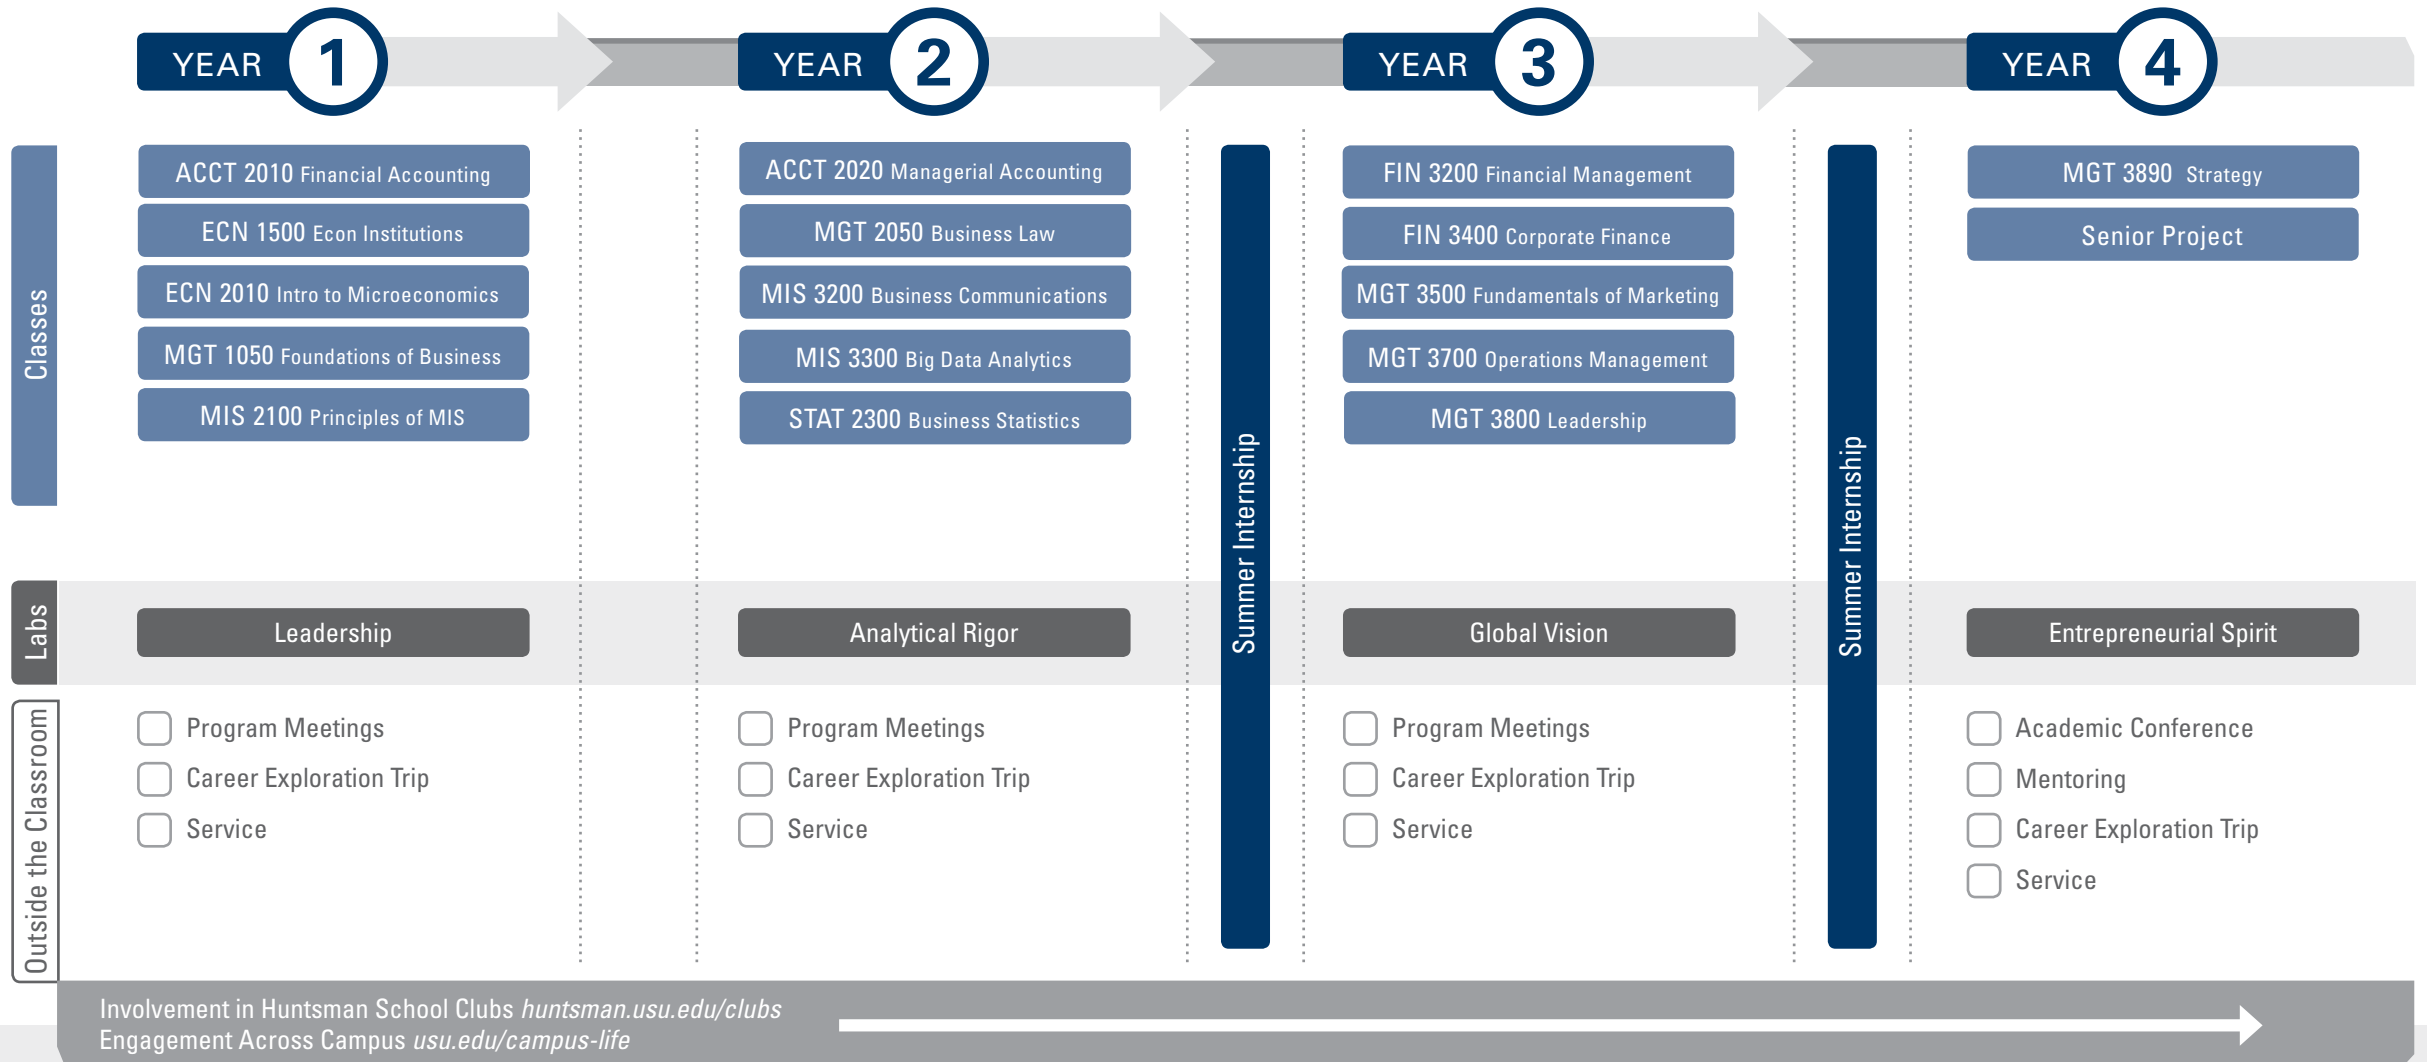 YEAR 1
YEAR 2
YEAR 3
YEAR 4
Classes
ACCT 2010 Financial Accounting
ECN 1500 Econ Institutions
ECN 2010 Intro to Microeconomics
MGT 1050 Foundations of Business
MIS 2100 Principles of MIS
ACCT 2020 Managerial Accounting
MGT 2050 Business Law
MIS 3200 Business Communications
MIS 3300 Big Data Analytics
STAT 2300 Business Statistics
Summer Internship
FIN 3200 Financial Management
FIN 3400 Corporate Finance
MGT 3500 Fundamentals of Marketing
MGT 3700 Operations Management
MGT 3800 Leadership
Summer Internship
MGT 3890 Strategy
Senior Project
Labs
Leadership
Analytical Rigor
Global Vision
Entrepreneurial Spirit
Outside the Classroom
Program Meetings
Career Exploration Trip
Service
Program Meetings
Career Exploration Trip
Service
Program Meetings
Career Exploration Trip
Service
Academic Conference
Mentoring
Career Exploration Trip
Service
Involvement in Huntsman School Clubs huntsman.usu.edu/clubs
Engagement Across Campus usu.edu/campus-life